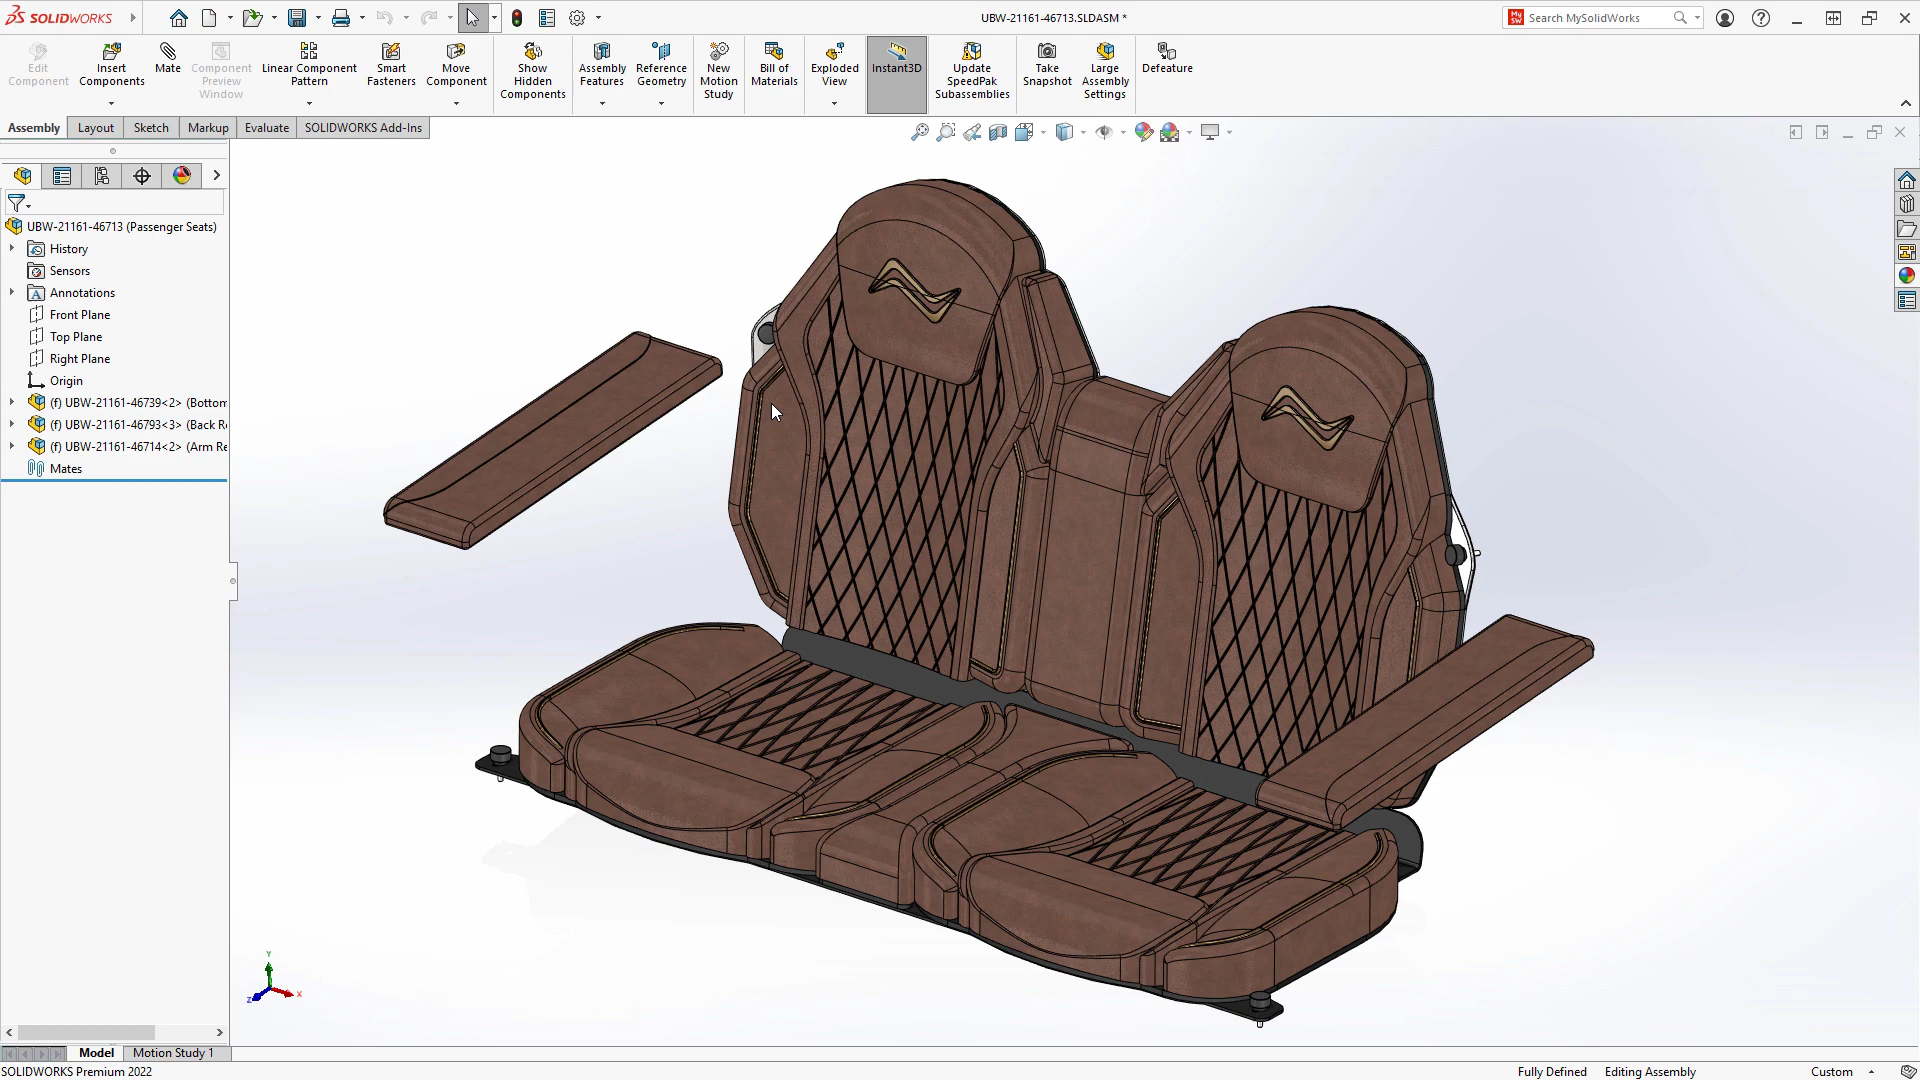 SOLIDWORKS
UBW-21161-46713.SLDASM *
Search MySolidWorks
Edit Component
Insert Components
Mate
Component Preview Window
Linear Component Pattern
Smart Fasteners
Move Component
Show Hidden Components
Assembly Features
Reference Geometry
New Motion Study
Bill of Materials
Exploded View
Instant3D
Update SpeedPak Subassemblies
Take Snapshot
Large Assembly Settings
Defeature
Assembly
Layout
Sketch
Markup
Evaluate
SOLIDWORKS Add-Ins
UBW-21161-46713 (Passenger Seats)
History
Sensors
Annotations
Front Plane
Top Plane
Right Plane
Origin
(f) UBW-21161-46739<2> (Bottom
(f) UBW-21161-46793<3> (Back Re
(f) UBW-21161-46714<2> (Arm Re
Mates
Y
Z
X
Model
Motion Study 1
SOLIDWORKS Premium 2022
Fully Defined
Editing Assembly
Custom